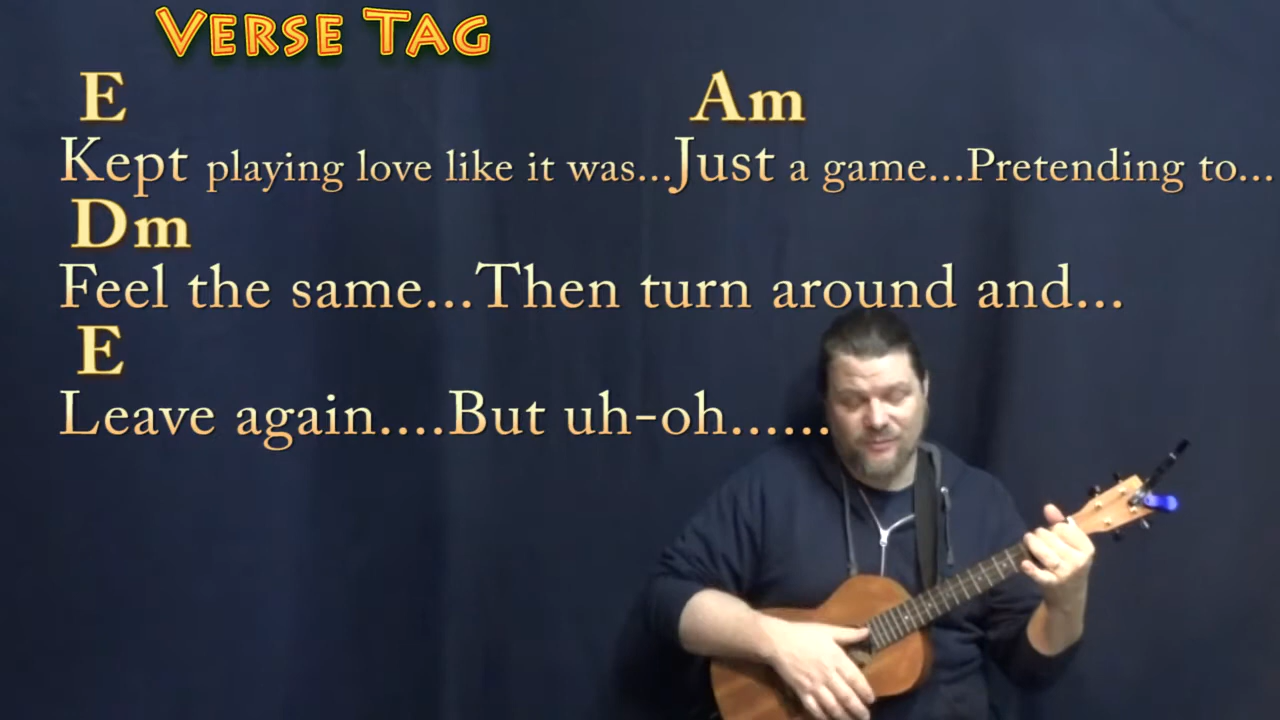 VERSE TAG
E Am
Kept playing love like it was...Just a game...Pretending to...
Dm
Feel the same...Then turn around and...
E
Leave again....But uh-oh......